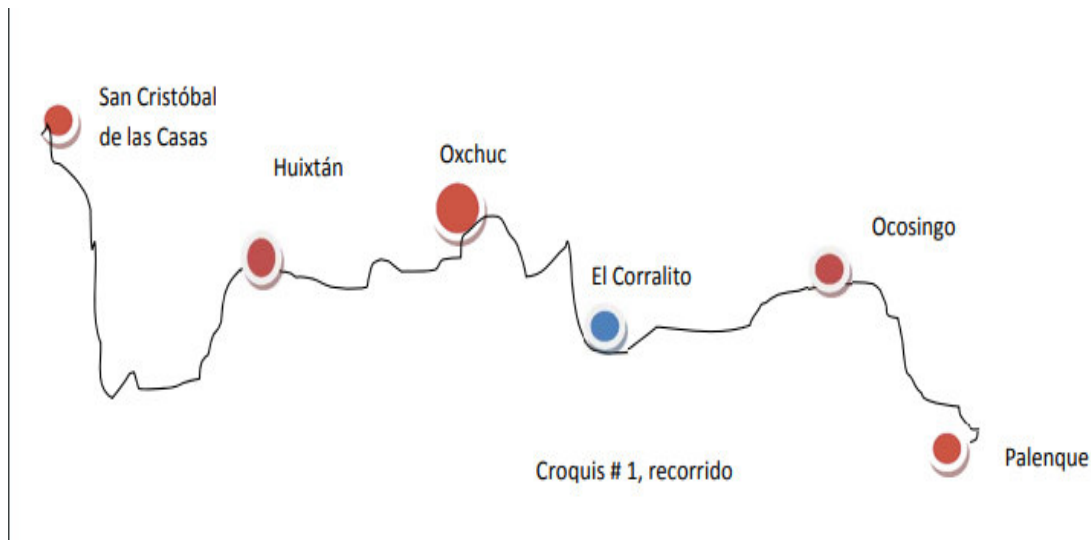 San Cristóbal
de las Casas
Huixtán
Oxchuc
Ocosingo
El Corralito
Palenque
Croquis # 1, recorrido